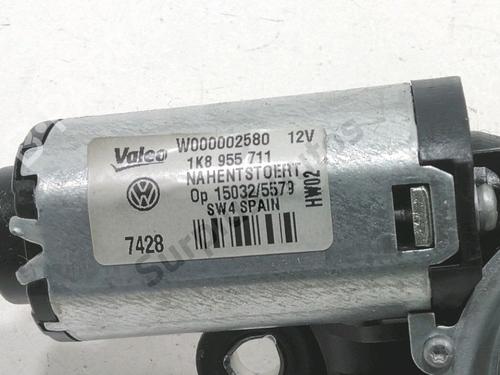 Valeo W000002580 12V
1K8 955 711
NAHENTSTOERT
Op 15032/5579
SW4 SPAIN
HW02
7428